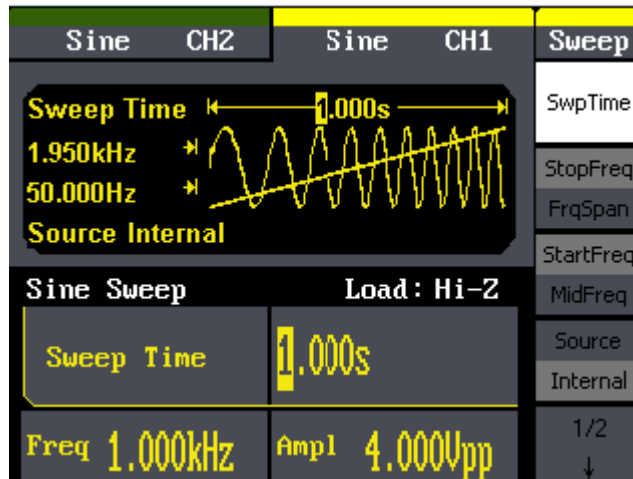 Sine CH2 Sine CH1 Sweep
Sweep Time 1.000s
1.950kHz
50.000Hz
Source Internal
SwpTime
StopFreq
FrqSpan
StartFreq
MidFreq
Source
Internal
1/2
↓
Sine Sweep Load: Hi-Z
Sweep Time 1.000s
Freq 1.000kHz Ampl 4.000Vpp